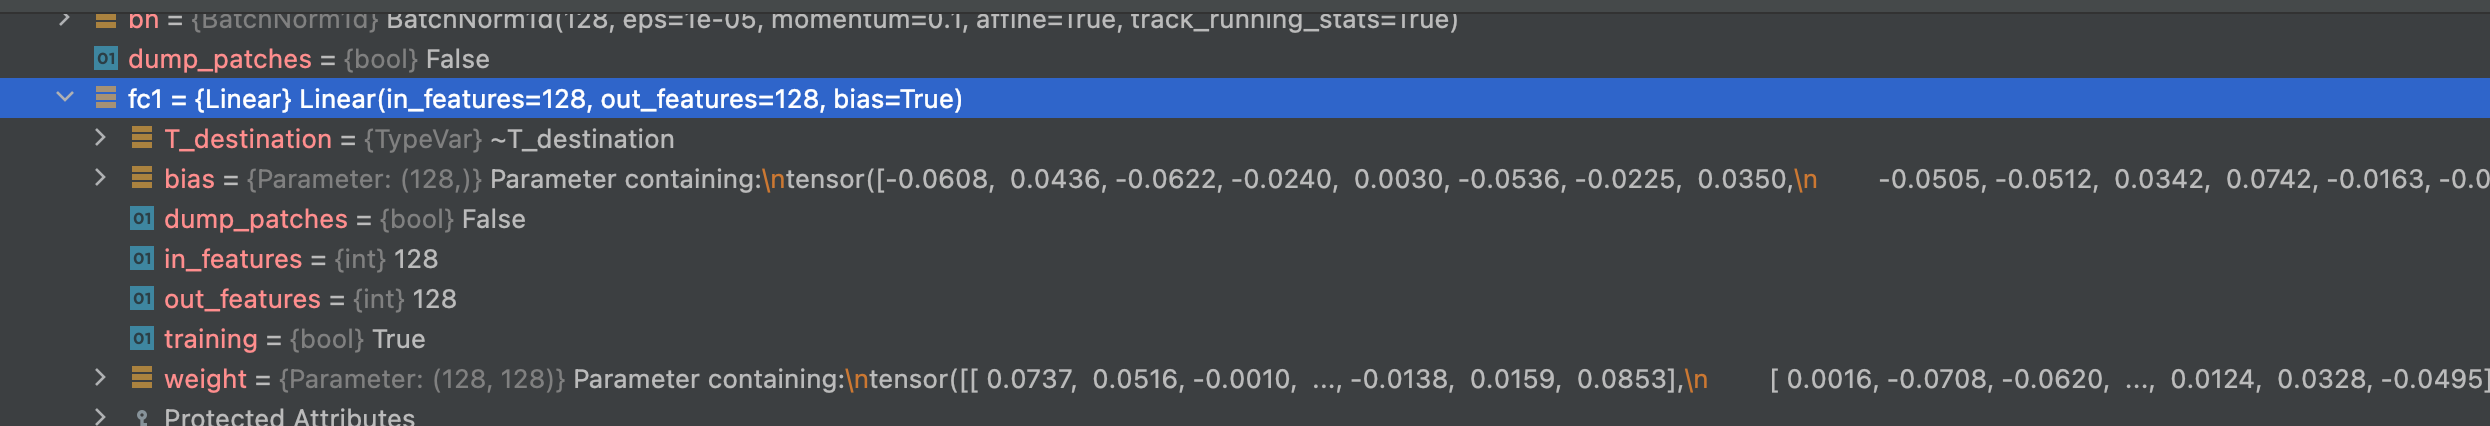 bn = {BatchNorm1d} BatchNorm1d(128, eps=1e-05, momentum=0.1, affine=True, track_running_stats=True)
01 dump_patches = {bool} False
fc1 = {Linear} Linear(in_features=128, out_features=128, bias=True)
T_destination = {TypeVar} ~T_destination
bias = {Parameter: (128,)} Parameter containing:\ntensor([-0.0608,  0.0436, -0.0622, -0.0240,  0.0030, -0.0536, -0.0225,  0.0350,\n        -0.0505, -0.0512,  0.0342,  0.0742, -0.0163, -0.0
01 dump_patches = {bool} False
01 in_features = {int} 128
01 out_features = {int} 128
01 training = {bool} True
weight = {Parameter: (128, 128)} Parameter containing:\ntensor([[ 0.0737,  0.0516, -0.0010,  ..., -0.0138,  0.0159,  0.0853],\n        [ 0.0016, -0.0708, -0.0620,  ...,  0.0124,  0.0328, -0.0495]
Protected Attributes